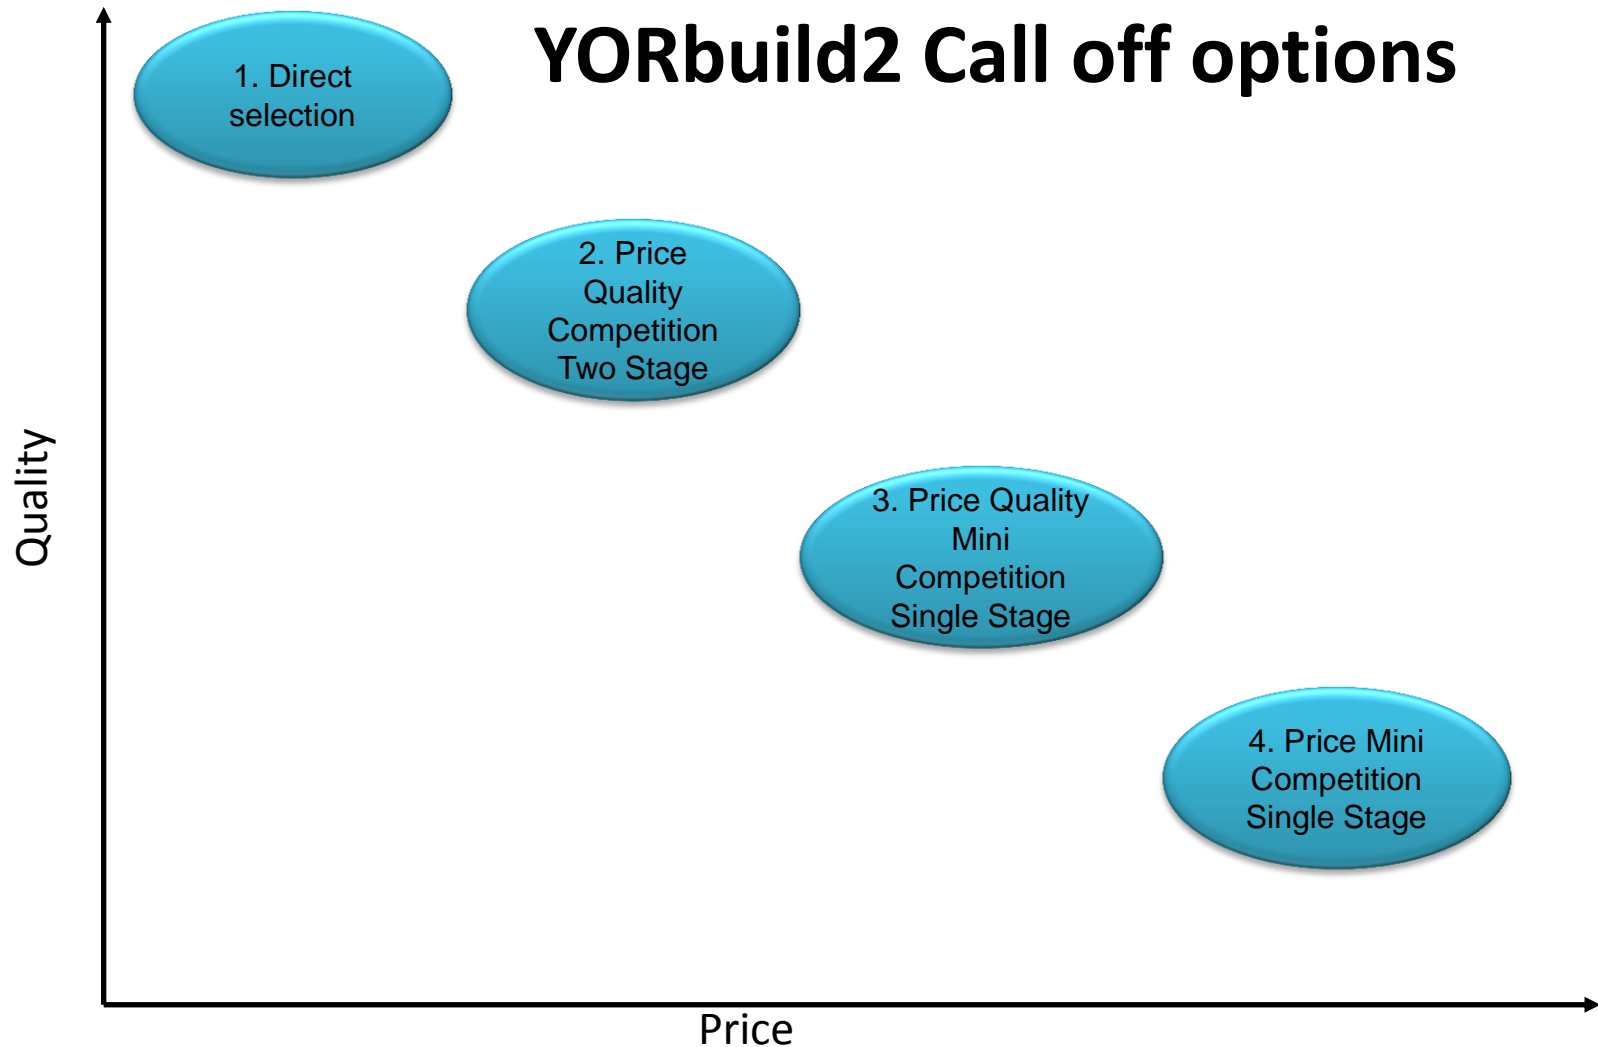 YORbuild2 Call off options
1. Direct
selection
2. Price
Quality
Competition
Two Stage
3. Price Quality
Mini
Competition
Single Stage
4. Price Mini
Competition
Single Stage
Quality
Price